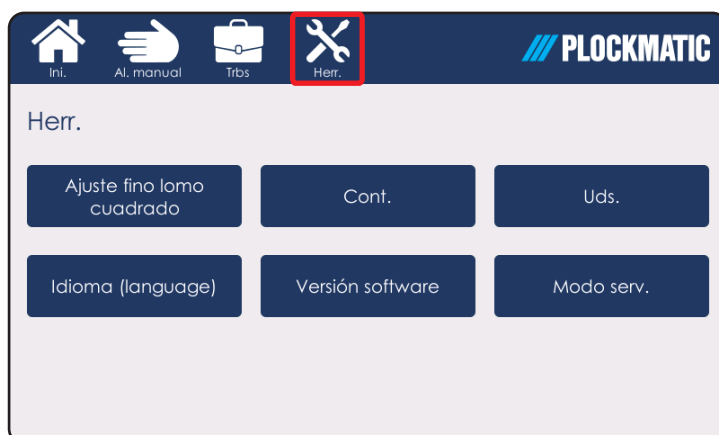 Ini. Al. manual Trbs Herr. PLOCKMATIC
Herr.
Ajuste fino lomo
cuadrado
Cont.
Uds.
Idioma (language)
Versión software
Modo serv.